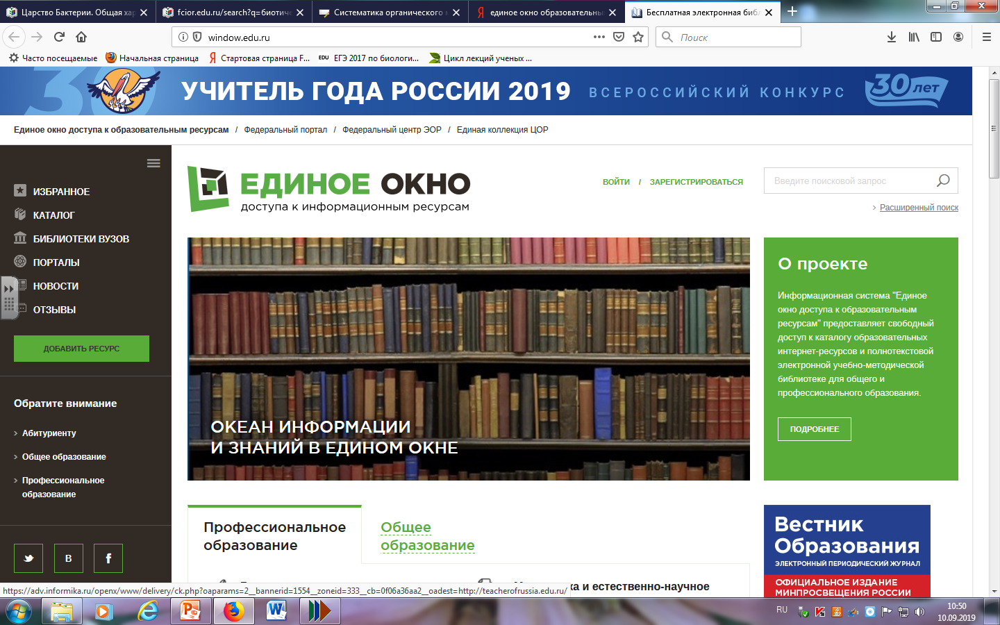 Царство Бактерии. Общая хар
fcior.edu.ru/search?q=биотиче
Систематика органического м
единое окно образовательны
Бесплатная электронная библ
window.edu.ru
Поиск
Часто посещаемые
Начальная страница
Стартовая страница F...
EDU ЕГЭ 2017 по биологи...
Цикл лекций ученых ...
30
УЧИТЕЛЬ ГОДА РОССИИ 2019
ВСЕРОССИЙСКИЙ КОНКУРС
30 лет
Единое окно доступа к образовательным ресурсам / Федеральный портал / Федеральный центр ЭОР / Единая коллекция ЦОР
ИЗБРАННОЕ
КАТАЛОГ
БИБЛИОТЕКИ ВУЗОВ
ПОРТАЛЫ
НОВОСТИ
ОТЗЫВЫ
ДОБАВИТЬ РЕСУРС
Обратите внимание
Абитуриенту
Общее образование
Профессиональное
образование
ЕДИНОЕ ОКНО
доступа к информационным ресурсам
ВОЙТИ / ЗАРЕГИСТРИРОВАТЬСЯ
Введите поисковой запрос
Расширенный поиск
ОКЕАН ИНФОРМАЦИИ
И ЗНАНИЙ В ЕДИНОМ ОКНЕ
О проекте
Информационная система "Единое
окно доступа к образовательным
ресурсам" предоставляет свободный
доступ к каталогу образовательных
интернет-ресурсов и полнотекстовой
электронной учебно-методической
библиотеке для общего и
профессионального образования.
ПОДРОБНЕЕ
Профессиональное
образование
Общее
образование
ка и естественно-научное
Вестник
Образования
ЭЛЕКТРОННЫЙ ПЕРИОДИЧЕСКИЙ ЖУРНАЛ
ОФИЦИАЛЬНОЕ ИЗДАНИЕ
МИНПРОСВЕЩЕНИЯ РОССИИ
https://adv.informika.ru/openx/www/delivery/ck.php?oaparams=2__bannerid=1554__zoneid=333__cb=0f06a36aa2__oadest=http://teacherofrussia.edu.ru/
RU
10:50
10.09.2019